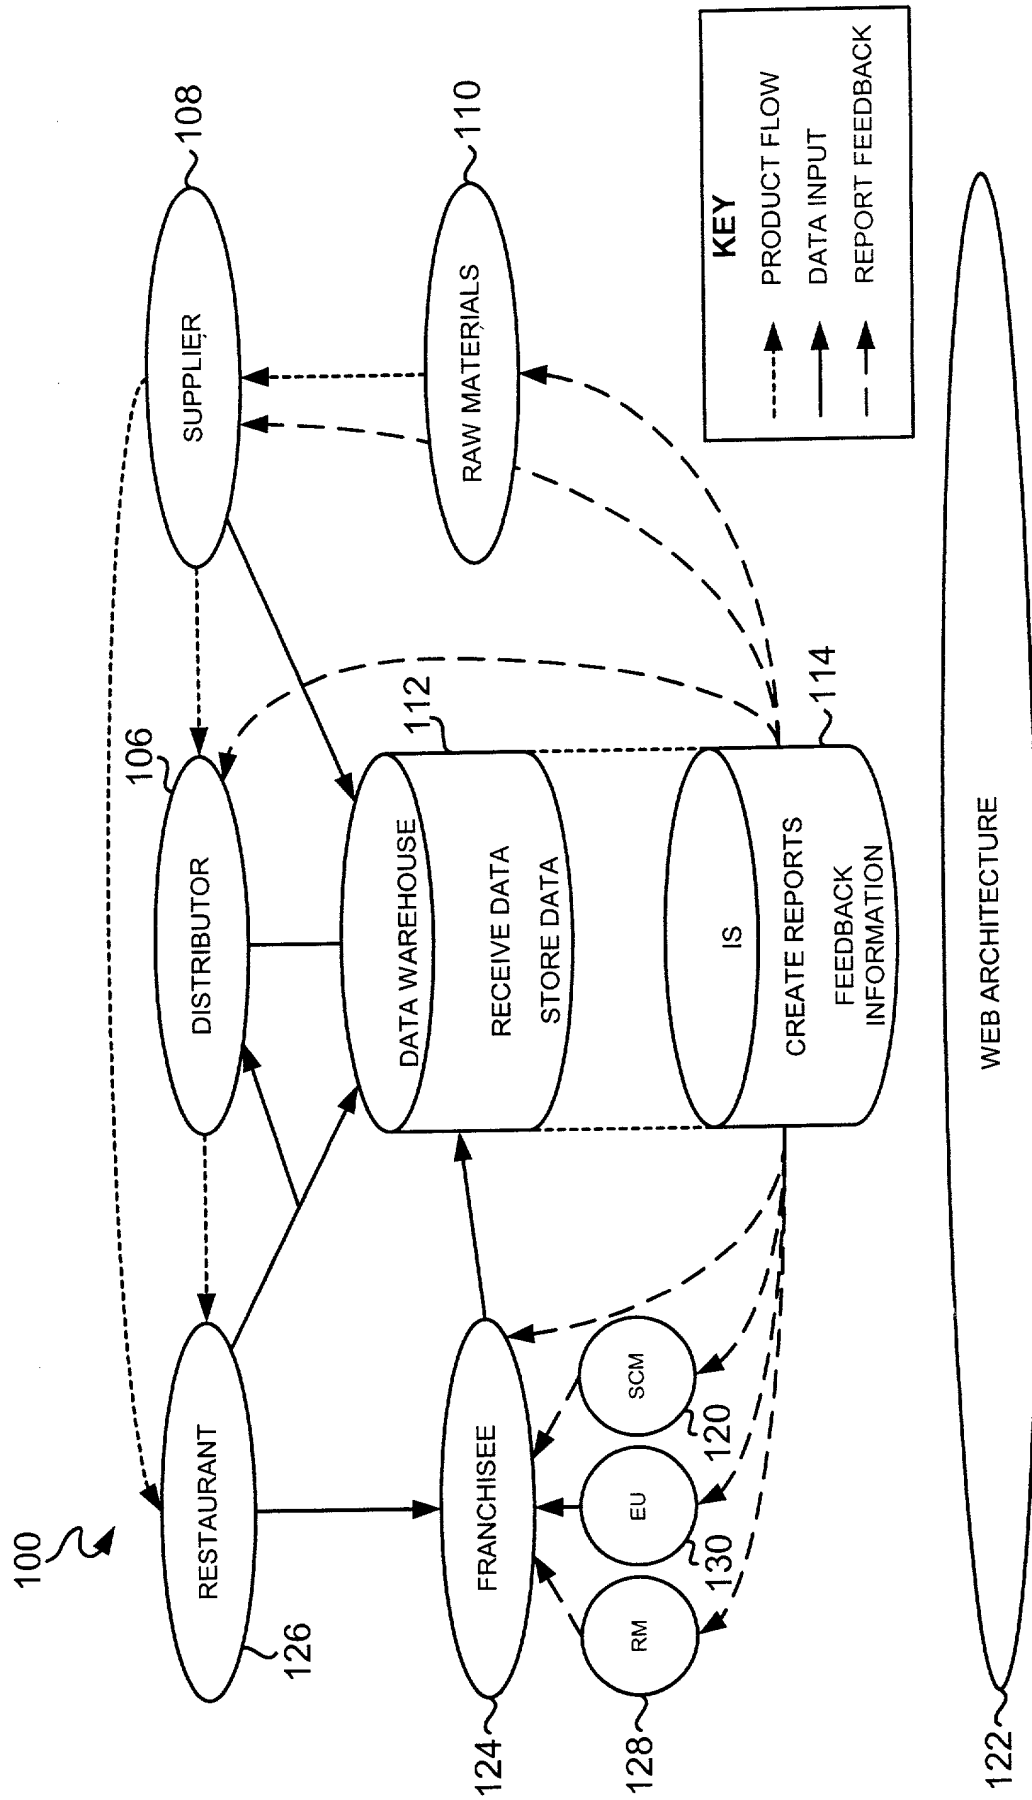 100
RESTAURANT
126
106
DISTRIBUTOR
SUPPLIER
108
FRANCHISEE
124
DATA WAREHOUSE
112
RECEIVE DATA
STORE DATA
RAW MATERIALS
110
RM
128
EU
130
SCM
120
IS
CREATE REPORTS
FEEDBACK
INFORMATION
114
KEY
PRODUCT FLOW
DATA INPUT
REPORT FEEDBACK
WEB ARCHITECTURE
122